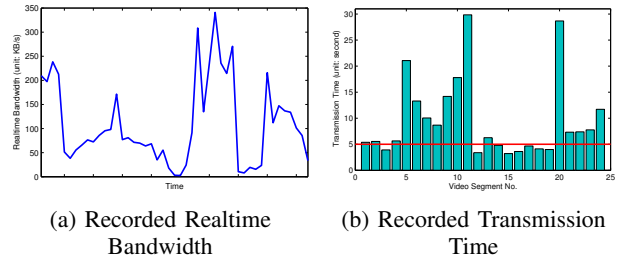 350
300
250
200
150
100
50
0
Realtime Bandwidth (unit: KB/s)
Time
30
25
20
15
10
5
0
Transmission Time (unit: second)
0 5 10 15 20 25
Video Segment No.
(a) Recorded Realtime
Bandwidth
(b) Recorded Transmission
Time